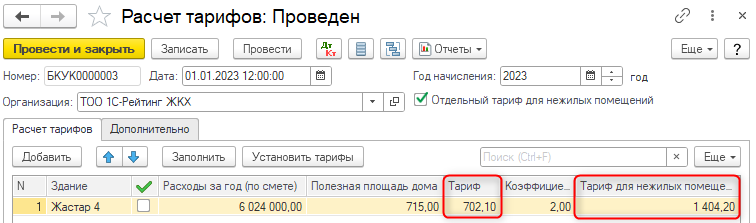 Расчет тарифов: Проведен
Провести и закрыть Записать Провести Дт Кт Отчеты Еще ?
Номер: БКУК0000003 Дата: 01.01.2023 12:00:00 Год начисления: 2023 год
Организация: ТОО 1С-Рейтинг ЖКХ Отдельный тариф для нежилых помещений
Расчет тарифов Дополнительно
Добавить Заполнить Установить тарифы Поиск (Ctrl+F) × Еще
N Здание Расходы за год (по смете) Полезная площадь дома Тариф Коэффицие... Тариф для нежилых помеще...
1 Жастар 4 6 024 000,00 715,00 702,10 2,00 1 404,20